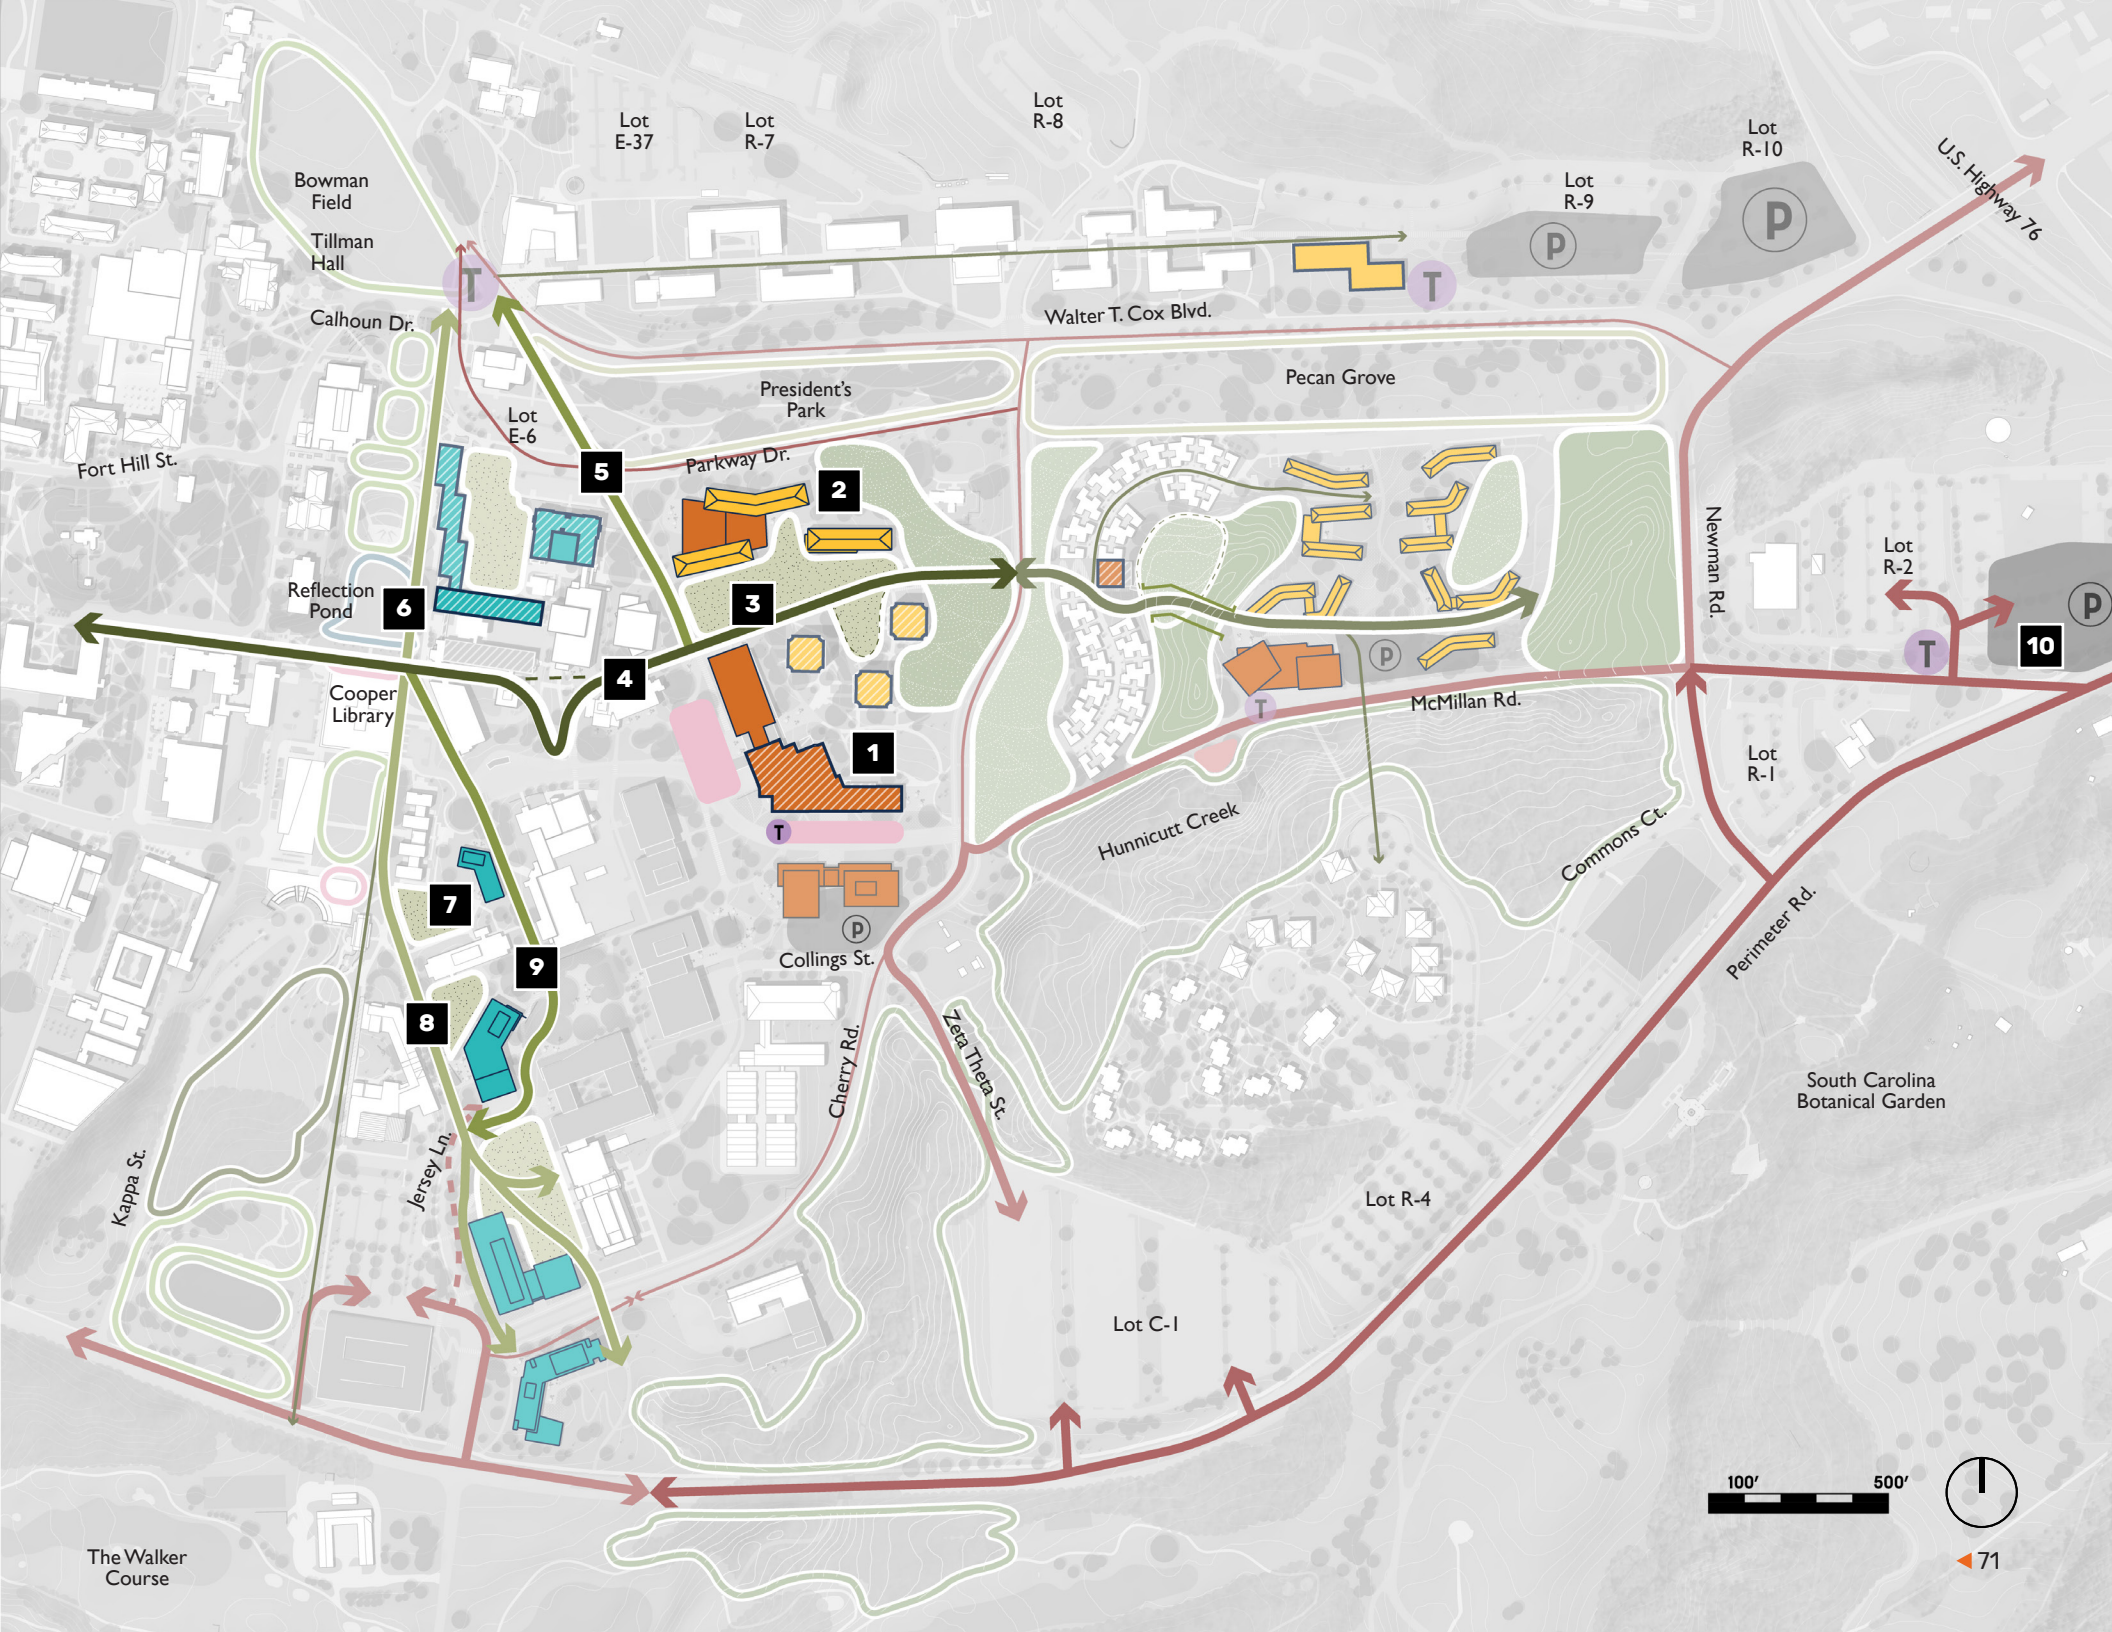 Lot
R-8
Lot
E-37
Lot
R-7
Lot
R-10
U.S. Highway 76
Lot
R-9
P
P
Bowman
Field
Tillman
Hall
T
T
Calhoun Dr.
Walter T. Cox Blvd.
President's
Park
Pecan Grove
Lot
E-6
Fort Hill St.
Parkway Dr.
5
2
Newman Rd.
Lot
R-2
P
Reflection
Pond
6
3
10
T
P
4
Cooper
Library
T
McMillan Rd.
1
Lot
R-1
T
Hunnicutt Creek
Commons Ct.
7
P
Collings St.
9
Perimeter Rd.
8
Zeta Theta St.
Cherry Rd.
South Carolina
Botanical Garden
Jersey Ln.
Kappa St.
Lot R-4
Lot C-1
100'
500'
The Walker
Course
71